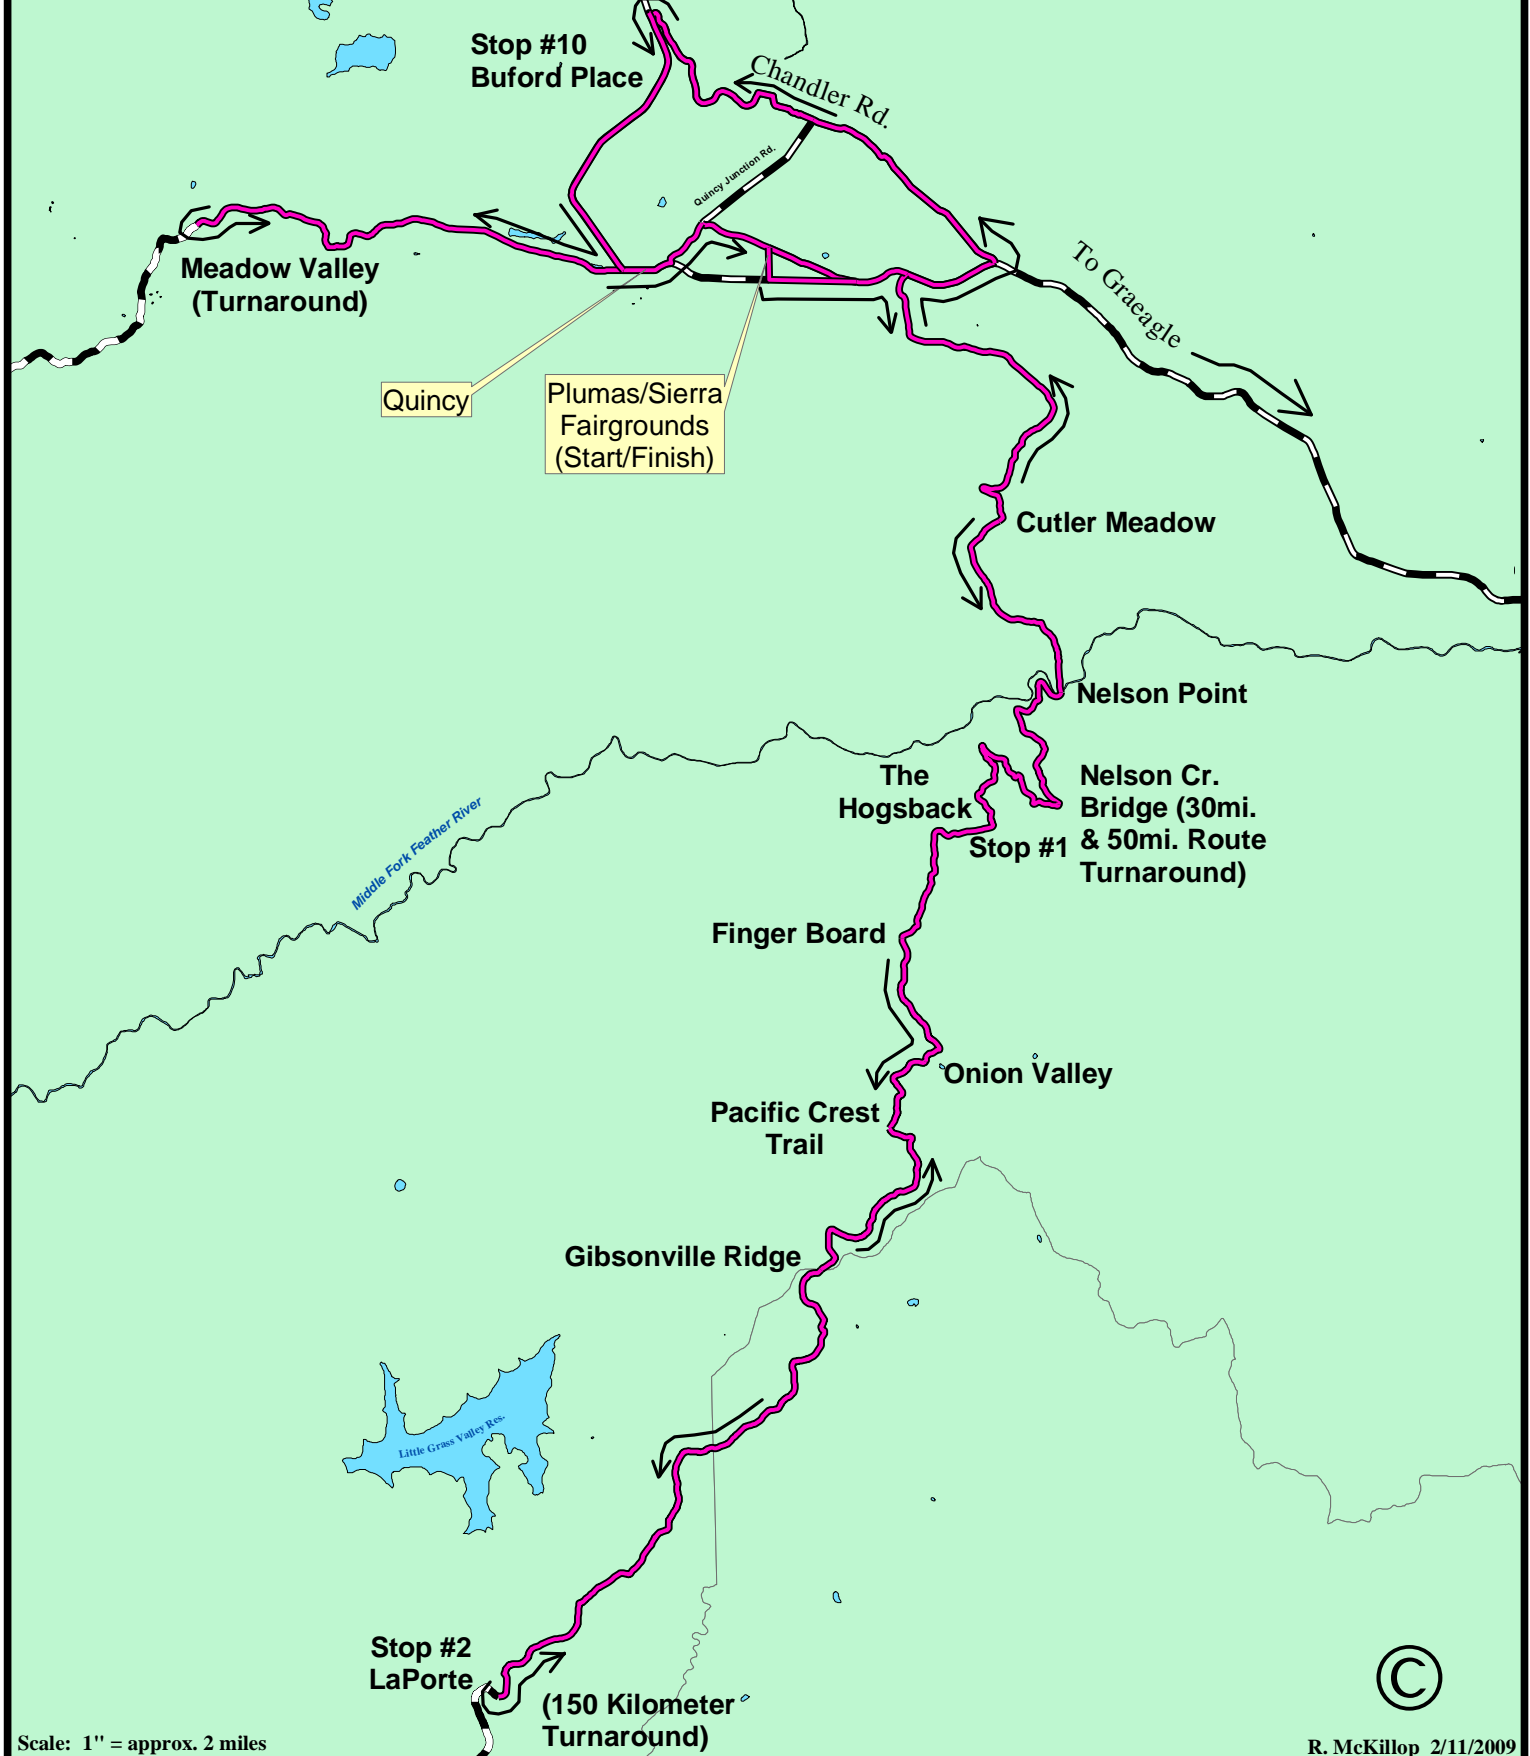 Stop #10
Buford Place
Chandler Rd.
Quincy Junction Rd.
Meadow Valley
(Turnaround)
To Graeagle
Quincy
Plumas/Sierra
Fairgrounds
(Start/Finish)
Cutler Meadow
Nelson Point
The
Hogsback
Nelson Cr.
Bridge (30mi.
& 50mi. Route
Turnaround)
Stop #1
Middle Fork Feather River
Finger Board
Onion Valley
Pacific Crest
Trail
Gibsonville Ridge
Little Grass Valley Res.
Stop #2
LaPorte
(150 Kilometer
Turnaround)
©
Scale: 1" = approx. 2 miles
R. McKillop 2/11/2009